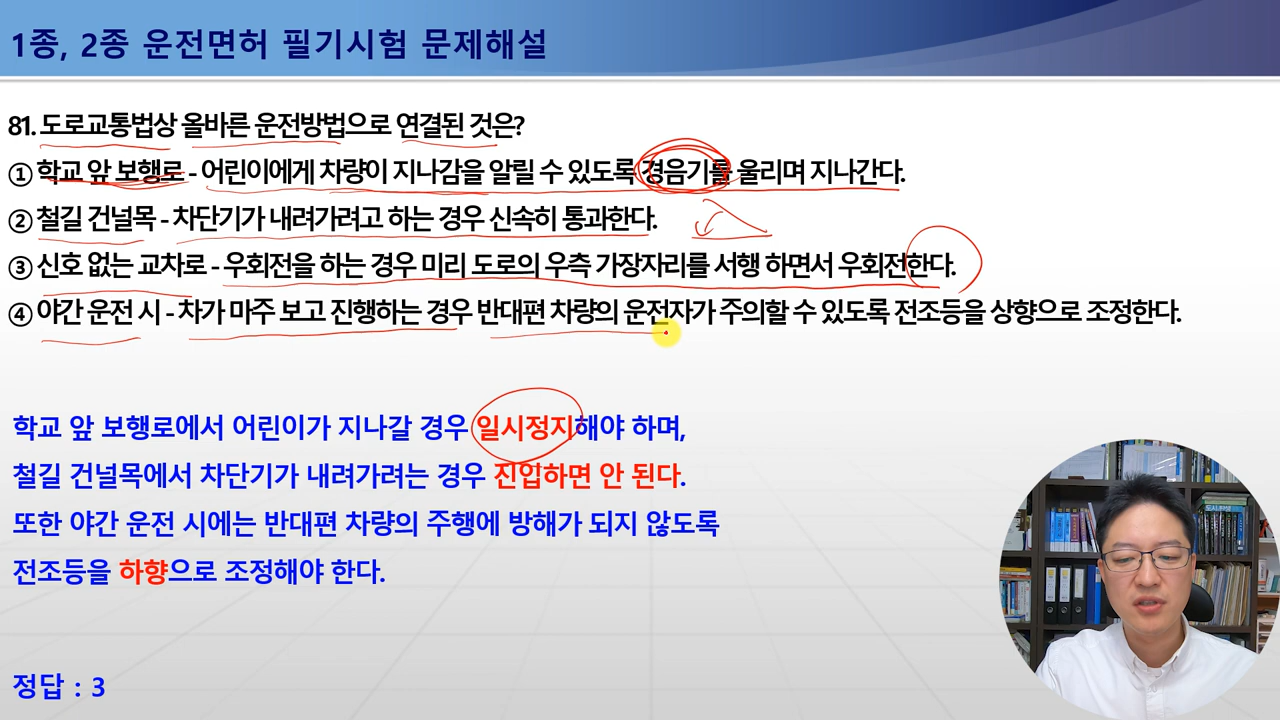 1종, 2종 운전면허 필기시험 문제해설
81. 도로교통법상 올바른 운전방법으로 연결된 것은?
① 학교 앞 보행로 - 어린이에게 차량이 지나감을 알릴 수 있도록 경음기를 울리며 지나간다.
② 철길 건널목 - 차단기가 내려가려고 하는 경우 신속히 통과한다.
③ 신호 없는 교차로 - 우회전을 하는 경우 미리 도로의 우측 가장자리를 서행 하면서 우회전한다.
④ 야간 운전 시 - 차가 마주 보고 진행하는 경우 반대편 차량의 운전자가 주의할 수 있도록 전조등을 상향으로 조정한다.
학교 앞 보행로에서 어린이가 지나갈 경우 일시정지해야 하며,
철길 건널목에서 차단기가 내려가려는 경우 진입하면 안 된다.
또한 야간 운전 시에는 반대편 차량의 주행에 방해가 되지 않도록
전조등을 하향으로 조정해야 한다.
정답 : 3